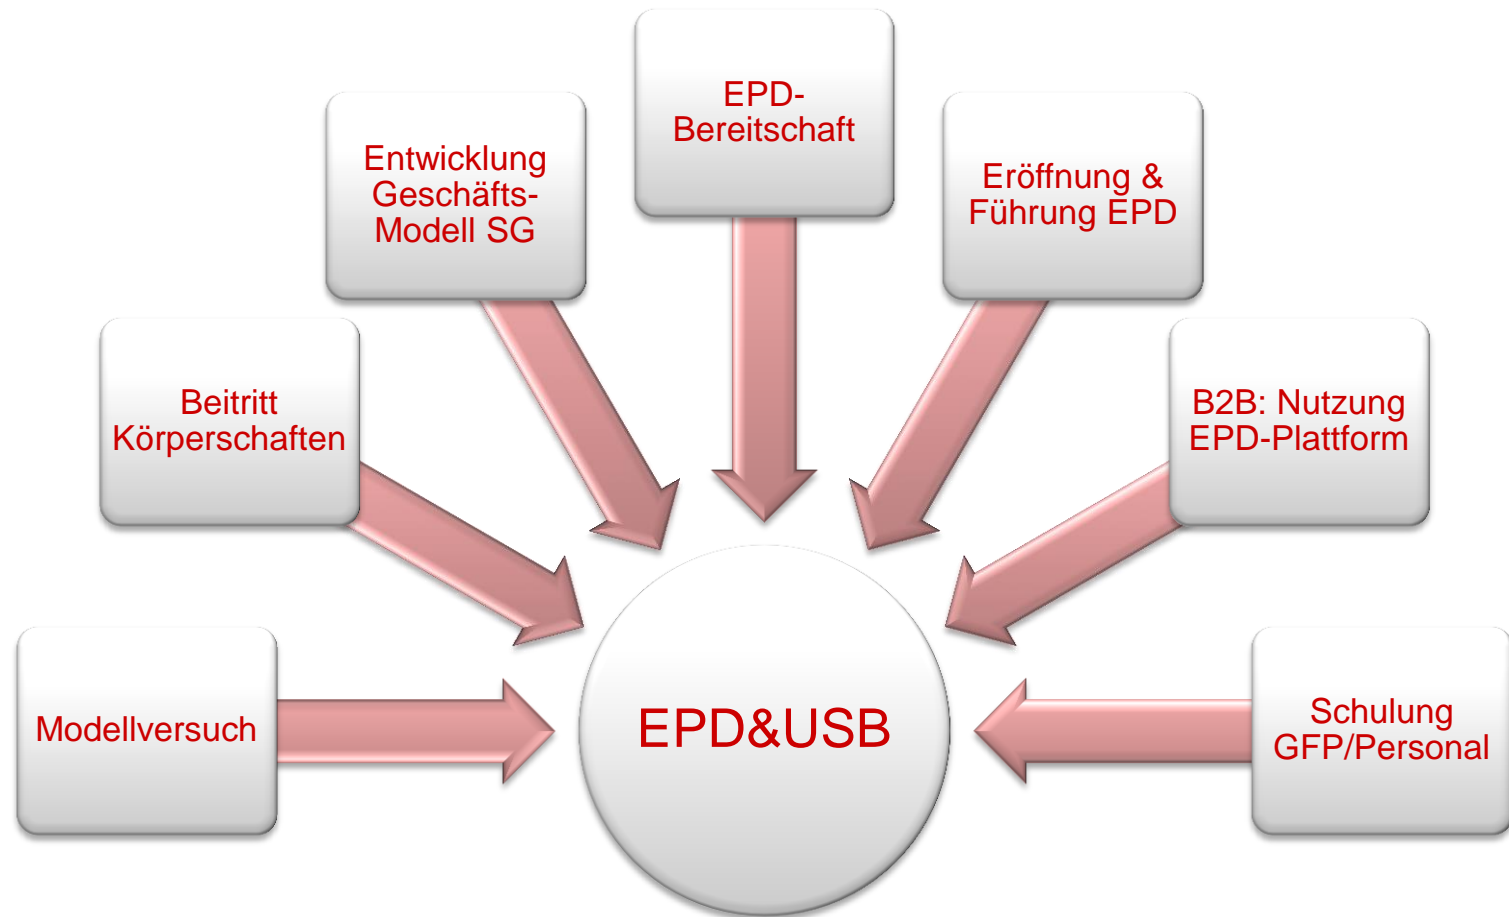 EPD-
Bereitschaft
Entwicklung
Geschäfts-
Modell SG
Eröffnung &
Führung EPD
Beitritt
Körperschaften
B2B: Nutzung
EPD-Plattform
Modellversuch
EPD&USB
Schulung
GFP/Personal